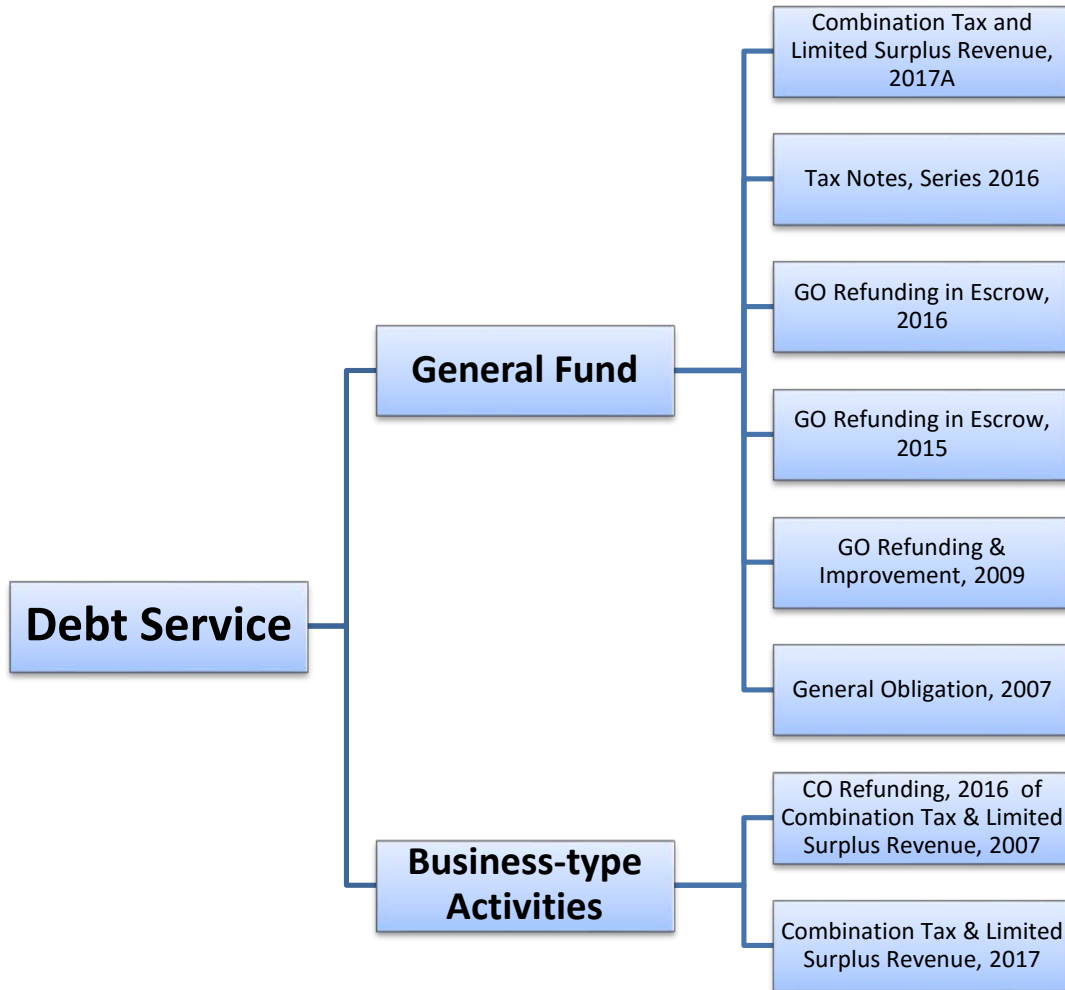 Combination Tax and
Limited Surplus Revenue,
2017A
Tax Notes, Series 2016
GO Refunding in Escrow,
2016
General Fund
GO Refunding in Escrow,
2015
GO Refunding &
Improvement, 2009
Debt Service
General Obligation, 2007
CO Refunding, 2016 of
Combination Tax & Limited
Surplus Revenue, 2007
Business-type
Activities
Combination Tax & Limited
Surplus Revenue, 2017